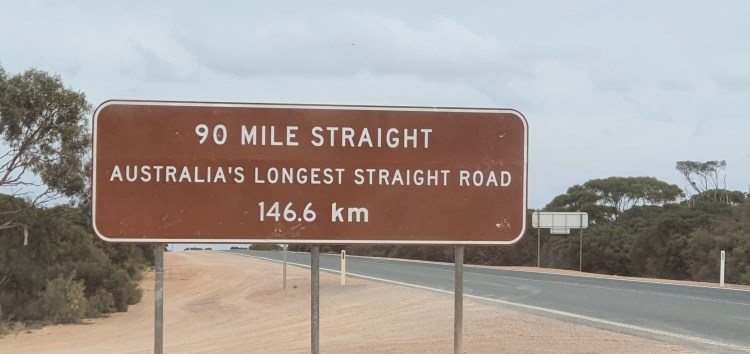 90 MILE STRAIGHT
AUSTRALIA'S LONGEST STRAIGHT ROAD
146.6 km